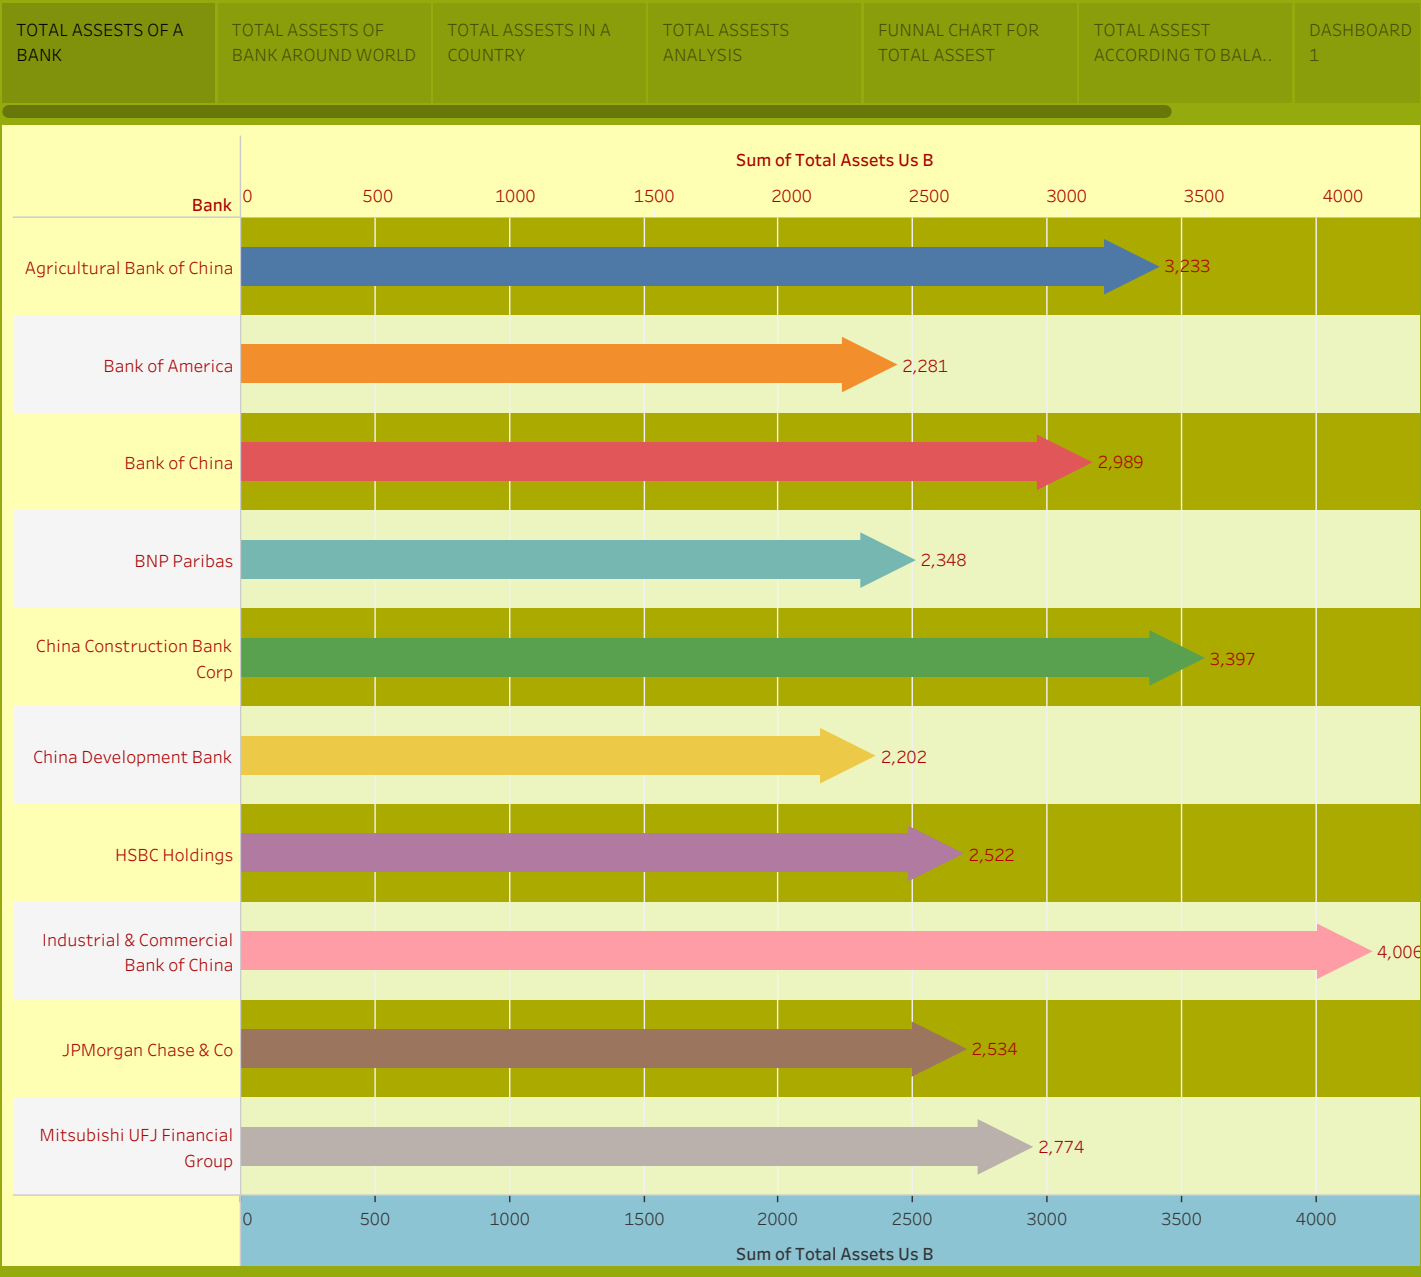 TOTAL ASSESTS OF A
BANK
TOTAL ASSESTS OF
BANK AROUND WORLD
TOTAL ASSESTS IN A
COUNTRY
TOTAL ASSESTS
ANALYSIS
FUNNAL CHART FOR
TOTAL ASSEST
TOTAL ASSEST
ACCORDING TO BALA..
DASHBOARD
1
Sum of Total Assets Us B
0 500 1000 1500 2000 2500 3000 3500 4000
Bank
Agricultural Bank of China 3,233
Bank of America 2,281
Bank of China 2,989
BNP Paribas 2,348
China Construction Bank
Corp 3,397
China Development Bank 2,202
HSBC Holdings 2,522
Industrial & Commercial
Bank of China 4,006
JPMorgan Chase & Co 2,534
Mitsubishi UFJ Financial
Group 2,774
0 500 1000 1500 2000 2500 3000 3500 4000
Sum of Total Assets Us B